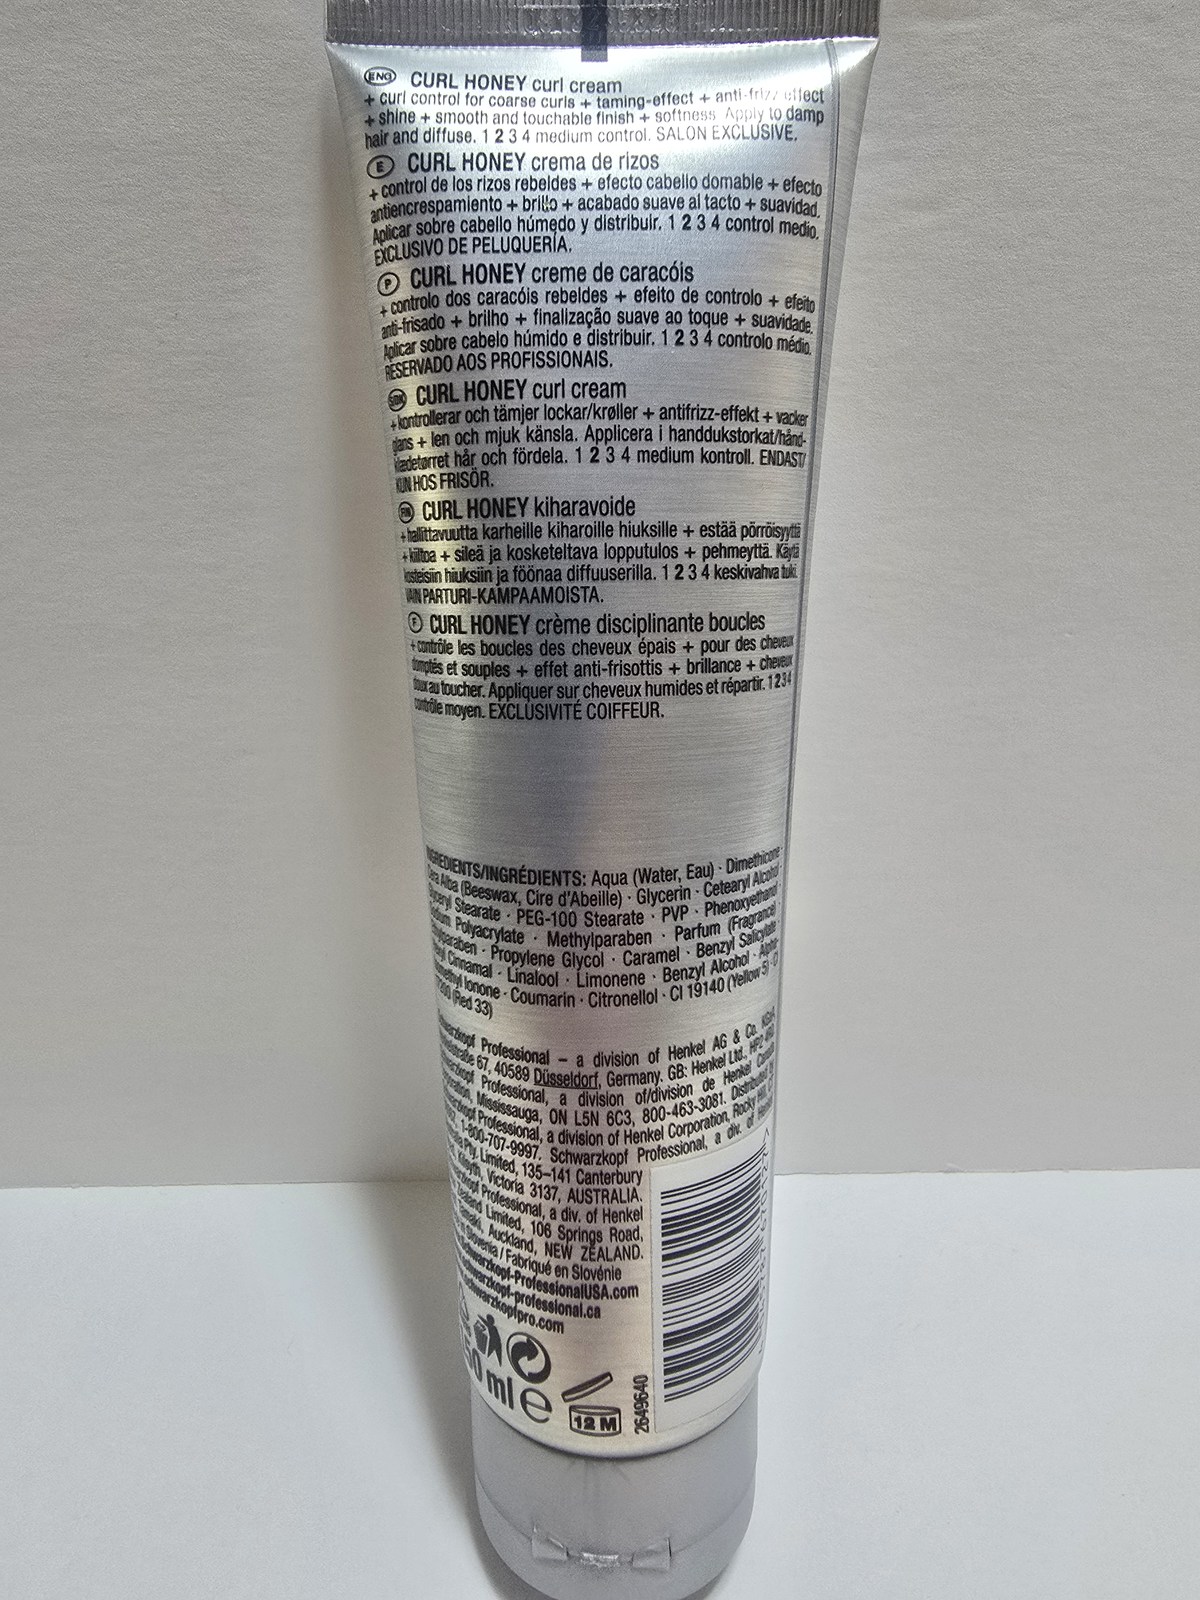 ENG CURL HONEY curl cream
+ curl control for coarse curls + taming-effect + anti-frizz effect
+ shine + smooth and touchable finish + softness Apply to damp
hair and diffuse. 1 2 3 4 medium control. SALON EXCLUSIVE.
E CURL HONEY crema de rizos
+ control de los rizos rebeldes + efecto cabello domable + efecto
antiencrespamiento + brillo + acabado suave al tacto + suavidad.
Aplicar sobre cabello húmedo y distribuir. 1 2 3 4 control medio.
EXCLUSIVO DE PELUQUERÍA.
P CURL HONEY creme de caracóis
+ controlo dos caracóis rebeldes + efeito de controlo + efeito
anti-frisado + brilho + finalização suave ao toque + suavidade.
Aplicar sobre cabelo húmido e distribuir. 1 2 3 4 controlo médio.
RESERVADO AOS PROFISSIONAIS.
CURL HONEY curl cream
+ kontrollerar och tämjer lockar/krøller + antifrizz-effekt + vacker
glans + len och mjuk känsla. Applicera i handdukstorkat/hånd-
klædetørret hår och fördela. 1 2 3 4 medium kontroll. ENDAST/
KUN HOS FRISÖR.
FIN CURL HONEY kiharavoide
+ hallittavuutta karheille kiharoille hiuksille + estää pörröisyyttä
+ kiiltoa + sileä ja kosketeltava lopputulos + pehmeyttä. Käytä
kosteisiin hiuksiin ja föönaa diffuuserilla. 1 2 3 4 keskivahva tuki.
VAIN PARTURI-KAMPAAMOISTA.
F CURL HONEY crème disciplinante boucles
+ contrôle les boucles des cheveux épais + pour des cheveux
domptés et souples + effet anti-frisottis + brillance + cheveux
doux au toucher. Appliquer sur cheveux humides et répartir. 1 2 3 4
contrôle moyen. EXCLUSIVITÉ COIFFEUR.
INGREDIENTS/INGRÉDIENTS: Aqua (Water, Eau) · Dimethicone ·
Cera Alba (Beeswax, Cire d'Abeille) · Glycerin · Cetearyl Alcohol ·
Glyceryl Stearate · PEG-100 Stearate · PVP · Phenoxyethanol ·
Polyacrylate · Methylparaben · Parfum (Fragrance) ·
· Propylene Glycol · Caramel · Benzyl Salicylate ·
Cinnamal · Linalool · Limonene · Benzyl Alcohol · Alpha-
Ionone · Coumarin · Citronellol · CI 19140 (Yellow 5) ·
(Red 33)
Schwarzkopf Professional – a division of Henkel AG & Co. KGaA
67, 40589 Düsseldorf, Germany. GB: Henkel Ltd., HP2 4RQ
Professional, a division of/division de Henkel Canada
Mississauga, ON L5N 6C3, 800-463-3081. Distributed by
Professional, a division of Henkel Corporation, Rocky Hill,
1-800-707-9997. Schwarzkopf Professional, a div. of Henkel
Pty. Limited, 135–141 Canterbury
Victoria 3137, AUSTRALIA.
Professional, a div. of Henkel
Limited, 106 Springs Road,
Auckland, NEW ZEALAND.
Slovenia / Fabriqué en Slovénie
Schwarzkopf-ProfessionalUSA.com
schwarzkopf-professional.ca
schwarzkopfpro.com
ml e
12 M
2649640